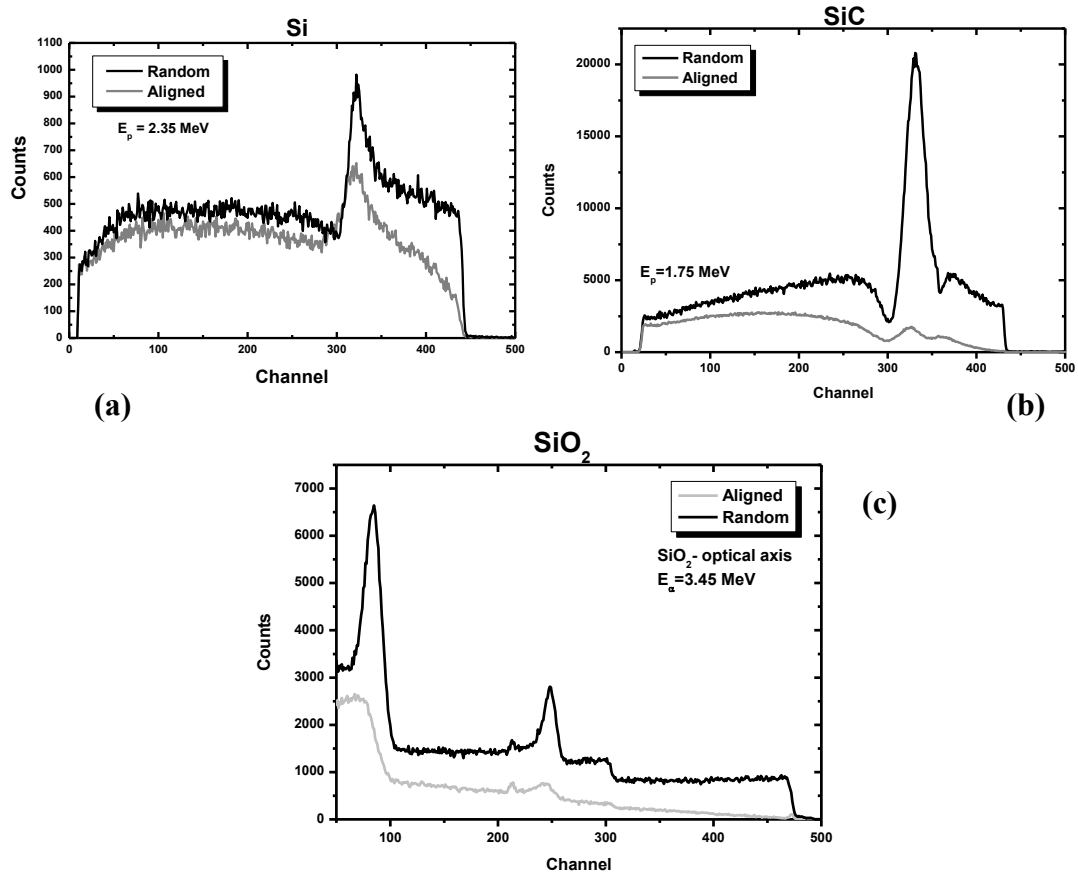 Si
1100
1000
900
800
700
600
500
400
300
200
100
0
Counts
Random
Aligned
E_p = 2.35 MeV
0 100 200 300 400 500
Channel
(a)
SiC
20000
15000
10000
5000
0
Counts
Random
Aligned
E_p=1.75 MeV
0 100 200 300 400 500
Channel
(b)
SiO₂
7000
6000
5000
4000
3000
2000
1000
0
Counts
Aligned
Random
SiO₂- optical axis
E_α=3.45 MeV
100 200 300 400 500
Channel
(c)